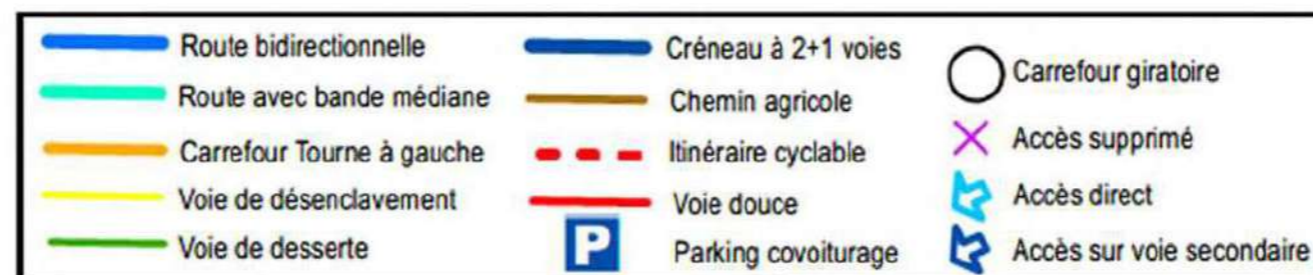 Route bidirectionnelle
Route avec bande médiane
Carrefour Tourne à gauche
Voie de désenclavement
Voie de desserte
Créneau à 2+1 voies
Chemin agricole
Itinéraire cyclable
Voie douce
P Parking covoiturage
Carrefour giratoire
Accès supprimé
Accès direct
Accès sur voie secondaire